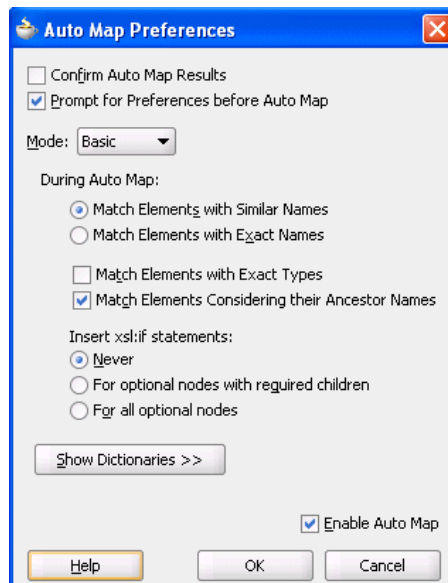 Auto Map Preferences
Confirm Auto Map Results
Prompt for Preferences before Auto Map
Mode: Basic
During Auto Map:
Match Elements with Similar Names
Match Elements with Exact Names
Match Elements with Exact Types
Match Elements Considering their Ancestor Names
Insert xsl:if statements:
Never
For optional nodes with required children
For all optional nodes
Show Dictionaries >>
Enable Auto Map
Help OK Cancel